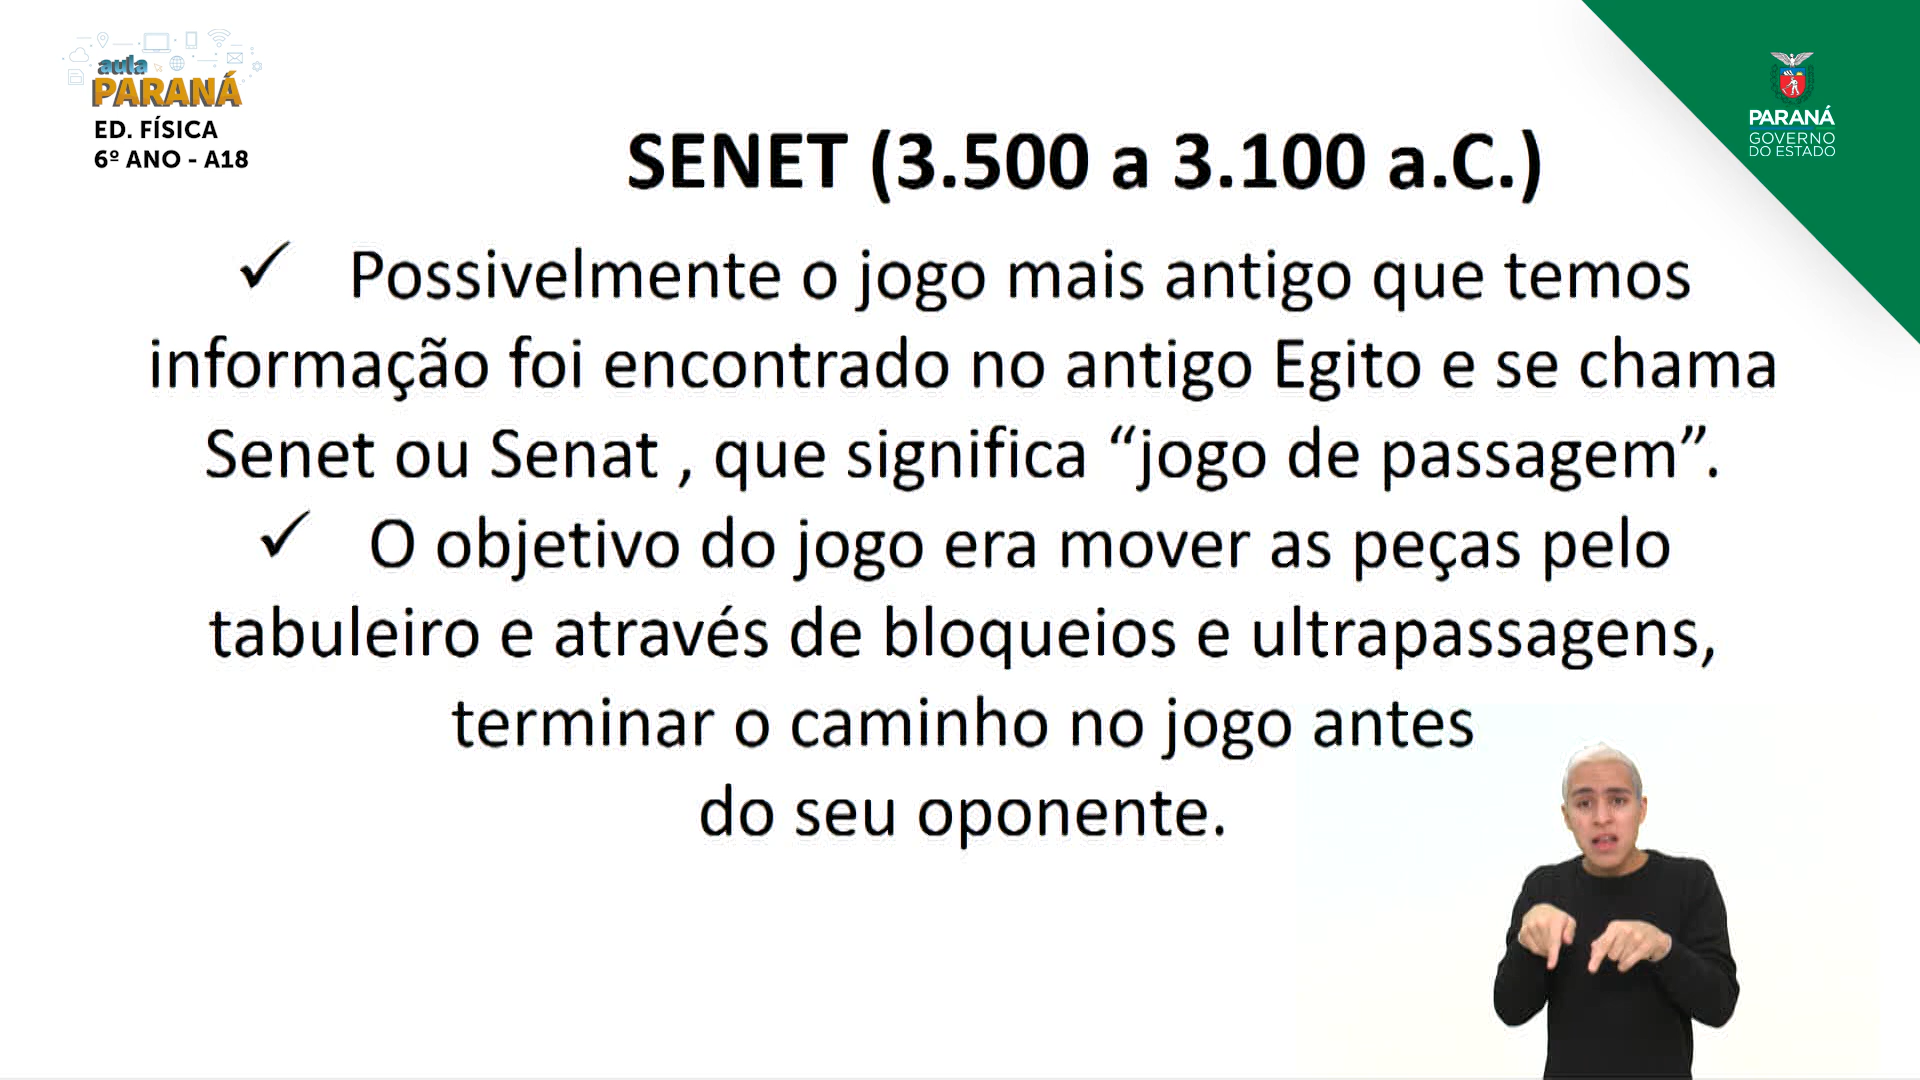 aula
PARANÁ
ED. FÍSICA
6º ANO - A18
PARANÁ
GOVERNO
DO ESTADO
SENET (3.500 a 3.100 a.C.)
✓ Possivelmente o jogo mais antigo que temos
informação foi encontrado no antigo Egito e se chama
Senet ou Senat , que significa “jogo de passagem”.
✓ O objetivo do jogo era mover as peças pelo
tabuleiro e através de bloqueios e ultrapassagens,
terminar o caminho no jogo antes
do seu oponente.